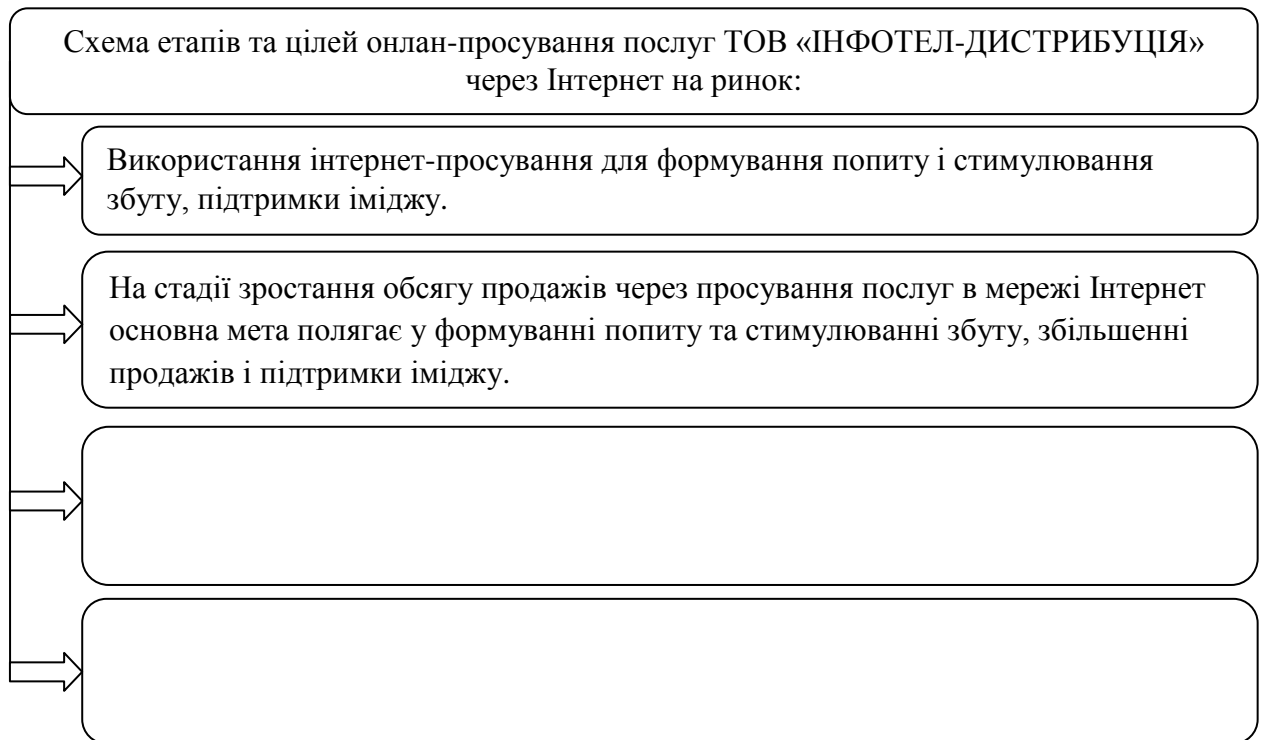 Схема етапів та цілей онлан-просування послуг ТОВ «ІНФОТЕЛ-ДИСТРИБУЦІЯ»
через Інтернет на ринок:
Використання інтернет-просування для формування попиту і стимулювання
збуту, підтримки іміджу.
На стадії зростання обсягу продажів через просування послуг в мережі Інтернет
основна мета полягає у формуванні попиту та стимулюванні збуту, збільшенні
продажів і підтримки іміджу.